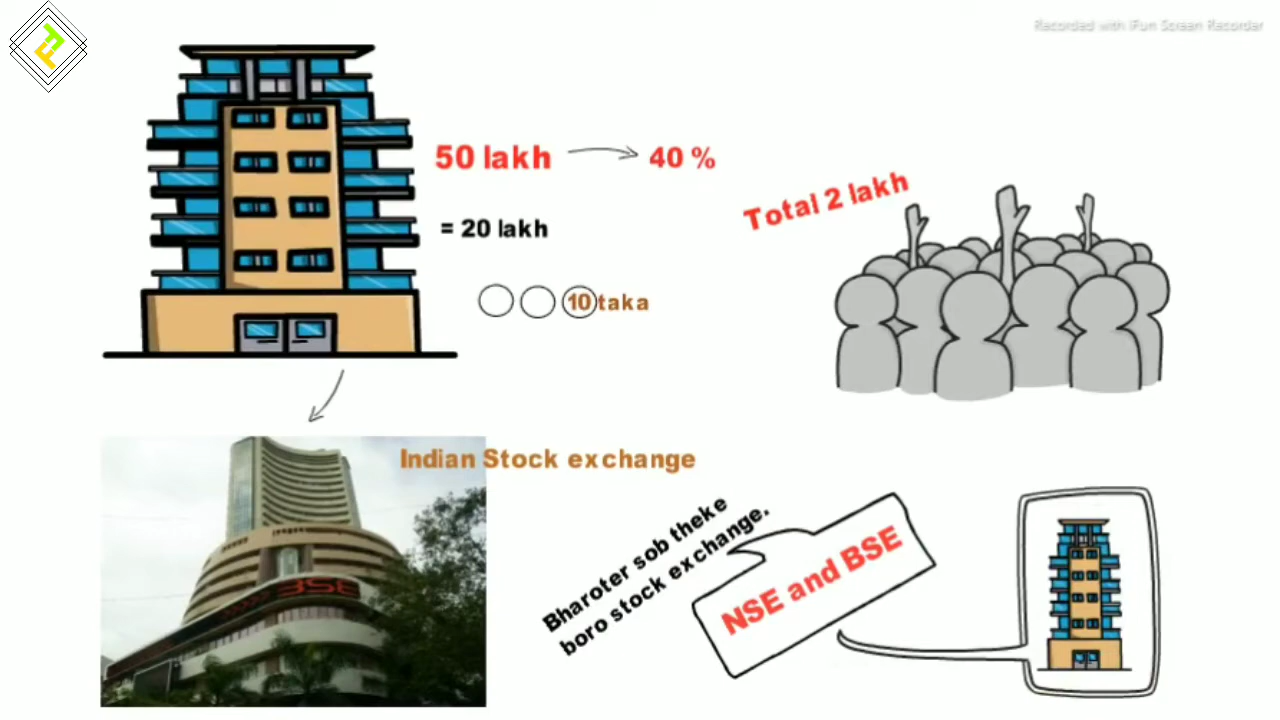 Recorded with iFun Screen Recorder
50 lakh
40 %
Total 2 lakh
= 20 lakh
10 taka
Indian Stock exchange
BSE
Bharoter sob theke
boro stock exchange.
NSE and BSE